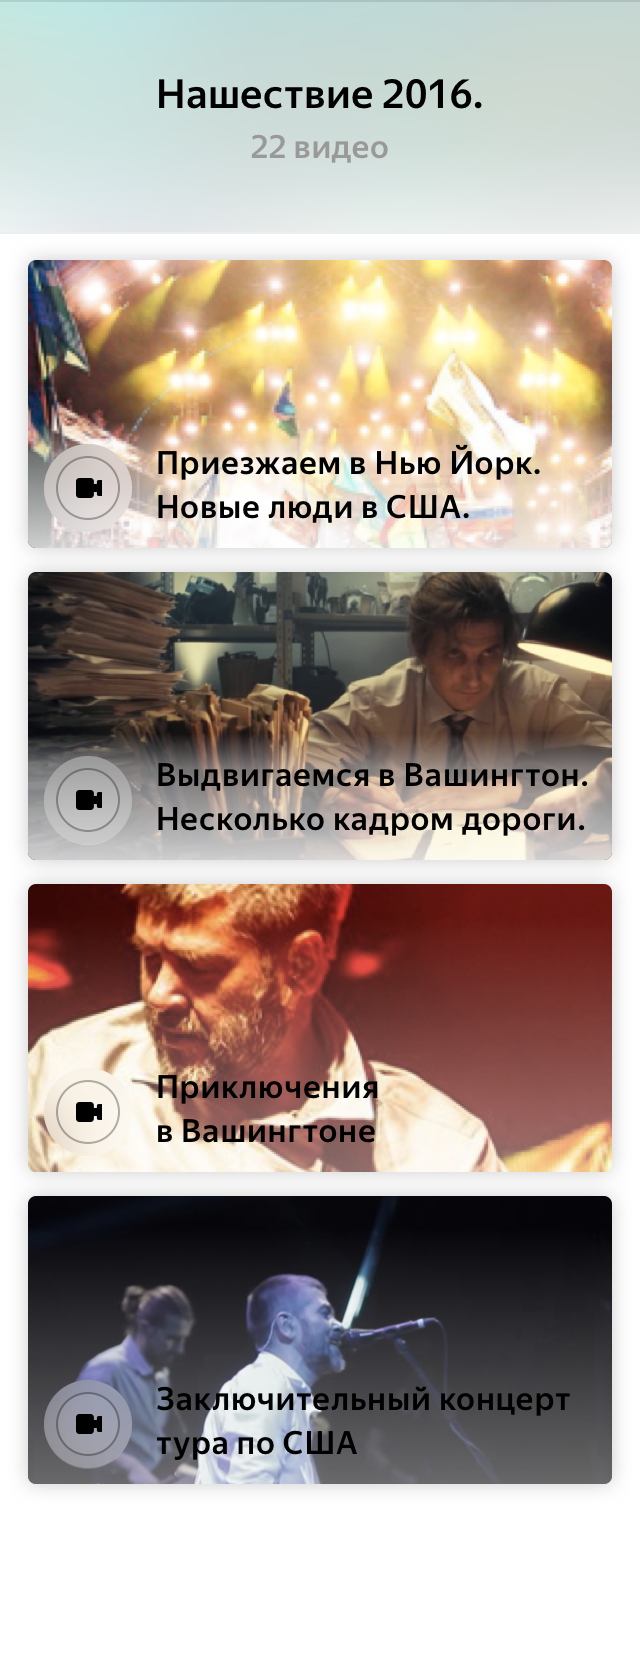 Нашествие 2016.
22 видео
Приезжаем в Нью Йорк.
Новые люди в США.
Выдвигаемся в Вашингтон.
Несколько кадром дороги.
Приключения
в Вашингтоне
Заключительный концерт
тура по США